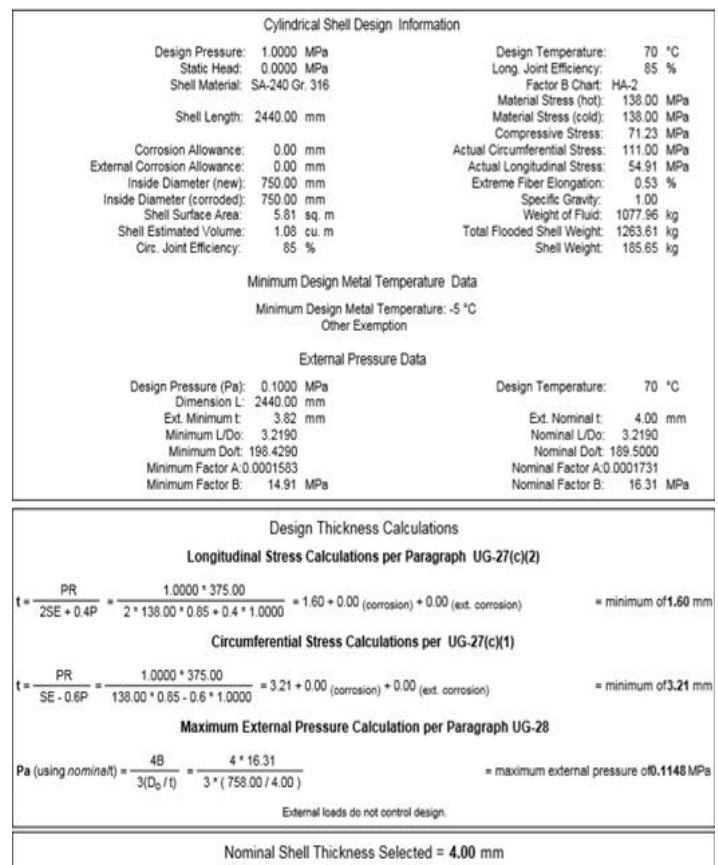 Cylindrical Shell Design Information
Design Pressure: 1.0000 MPa Design Temperature: 70 °C
Static Head: 0.0000 MPa Long. Joint Efficiency: 85 %
Shell Material: SA-240 Gr. 316 Factor B Chart: HA-2
Material Stress (hot): 138.00 MPa
Shell Length: 2440.00 mm Material Stress (cold): 138.00 MPa
Compressive Stress: 71.23 MPa
Corrosion Allowance: 0.00 mm Actual Circumferential Stress: 111.00 MPa
External Corrosion Allowance: 0.00 mm Actual Longitudinal Stress: 54.91 MPa
Inside Diameter (new): 750.00 mm Extreme Fiber Elongation: 0.53 %
Inside Diameter (corroded): 750.00 mm Specific Gravity: 1.00
Shell Surface Area: 5.81 sq. m Weight of Fluid: 1077.96 kg
Shell Estimated Volume: 1.08 cu. m Total Flooded Shell Weight: 1263.61 kg
Circ. Joint Efficiency: 85 % Shell Weight: 185.65 kg
Minimum Design Metal Temperature Data
Minimum Design Metal Temperature: -5 °C
Other Exemption
External Pressure Data
Design Pressure (Pa): 0.1000 MPa Design Temperature: 70 °C
Dimension L: 2440.00 mm
Ext. Minimum t: 3.82 mm Ext. Nominal t: 4.00 mm
Minimum L/Do: 3.2190 Nominal L/Do: 3.2190
Minimum Do/t: 198.4290 Nominal Do/t: 189.5000
Minimum Factor A:0.0001583 Nominal Factor A:0.0001731
Minimum Factor B: 14.91 MPa Nominal Factor B: 16.31 MPa
Design Thickness Calculations
Longitudinal Stress Calculations per Paragraph UG-27(c)(2)
t = PR / 2SE + 0.4P = 1.0000 * 375.00 / 2 * 138.00 * 0.85 + 0.4 * 1.0000 = 1.60 + 0.00 (corrosion) + 0.00 (ext. corrosion) = minimum of1.60 mm
Circumferential Stress Calculations per UG-27(c)(1)
t = PR / SE - 0.6P = 1.0000 * 375.00 / 138.00 * 0.85 - 0.6 * 1.0000 = 3.21 + 0.00 (corrosion) + 0.00 (ext. corrosion) = minimum of3.21 mm
Maximum External Pressure Calculation per Paragraph UG-28
Pa (using nominalt) = 4B / 3(Do / t) = 4 * 16.31 / 3 * ( 758.00 / 4.00 ) = maximum external pressure of0.1148 MPa
External loads do not control design.
Nominal Shell Thickness Selected = 4.00 mm